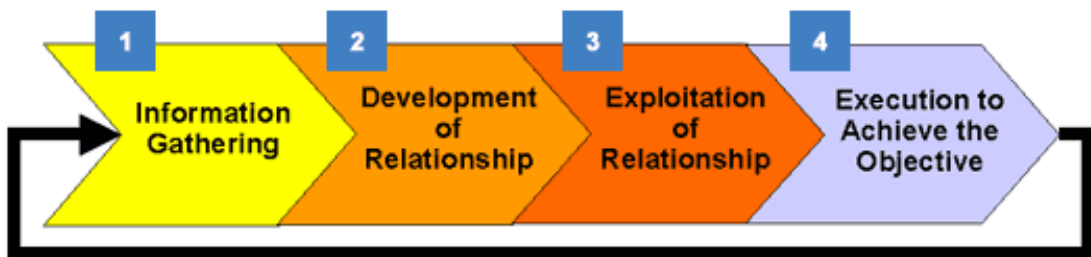 1
Information
Gathering
2
Development
of
Relationship
3
Exploitation
of
Relationship
4
Execution to
Achieve the
Objective